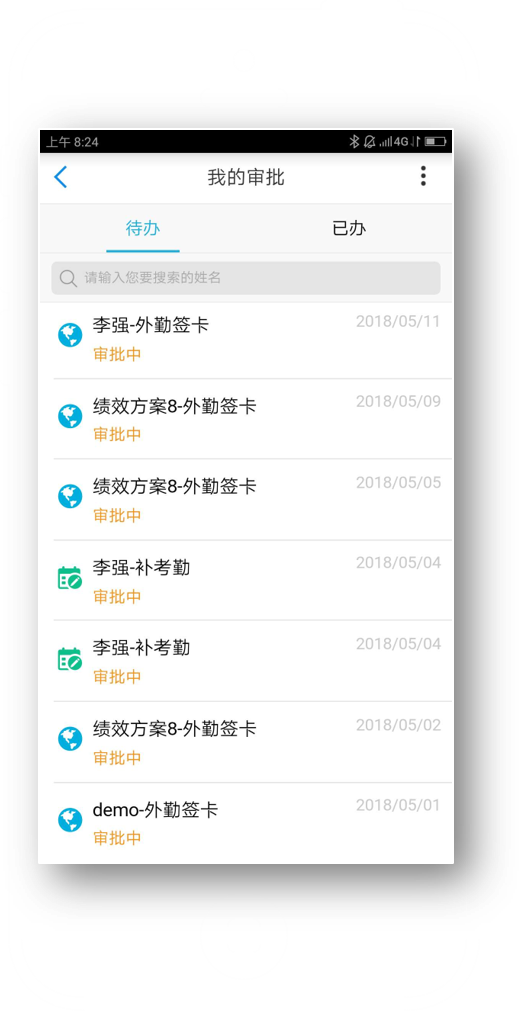 上午 8:24
4G
我的审批
待办
已办
请输入您要搜索的姓名
李强-外勤签卡
2018/05/11
审批中
绩效方案8-外勤签卡
2018/05/09
审批中
绩效方案8-外勤签卡
2018/05/05
审批中
李强-补考勤
2018/05/04
审批中
李强-补考勤
2018/05/04
审批中
绩效方案8-外勤签卡
2018/05/02
审批中
demo-外勤签卡
2018/05/01
审批中